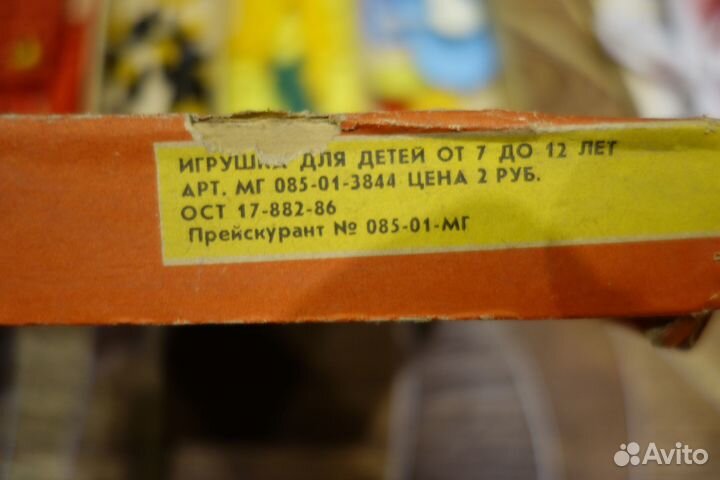 ИГРУШКА ДЛЯ ДЕТЕЙ ОТ 7 ДО 12 ЛЕТ
АРТ. МГ 085-01-3844 ЦЕНА 2 РУБ.
ОСТ 17-882-86
Прейскурант № 085-01-МГ
Avito